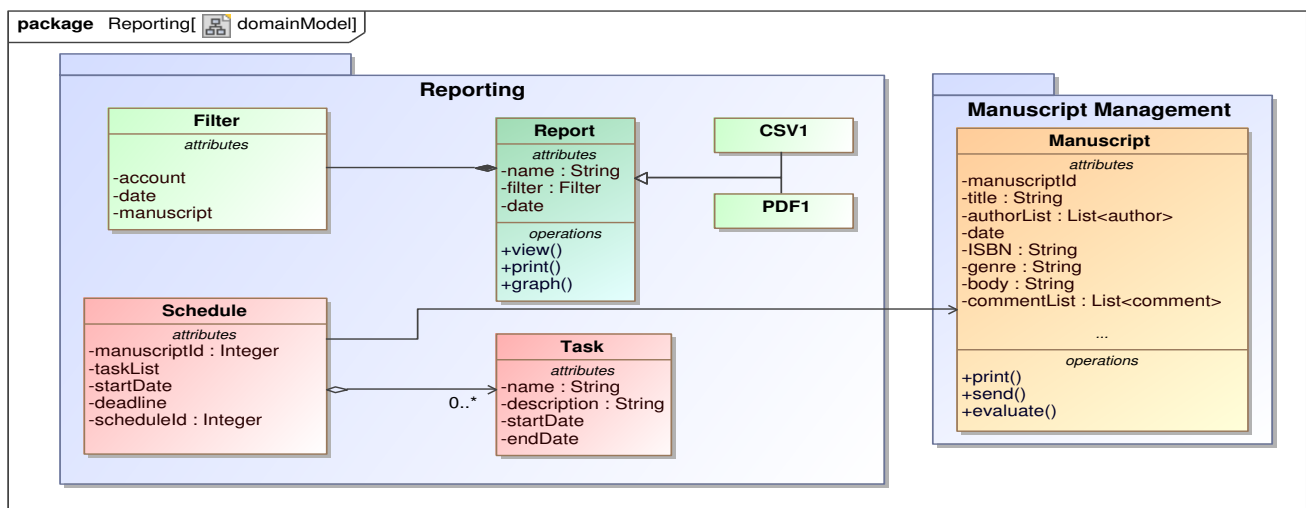 package Reporting[ domainModel]
Reporting
Filter
attributes
-account
-date
-manuscript
Report
attributes
-name : String
-filter : Filter
-date
operations
+view()
+print()
+graph()
CSV1
PDF1
Schedule
attributes
-manuscriptId : Integer
-taskList
-startDate
-deadline
-scheduleId : Integer
0..*
Task
attributes
-name : String
-description : String
-startDate
-endDate
Manuscript Management
Manuscript
attributes
-manuscriptId
-title : String
-authorList : List<author>
-date
-ISBN : String
-genre : String
-body : String
-commentList : List<comment>
...
operations
+print()
+send()
+evaluate()